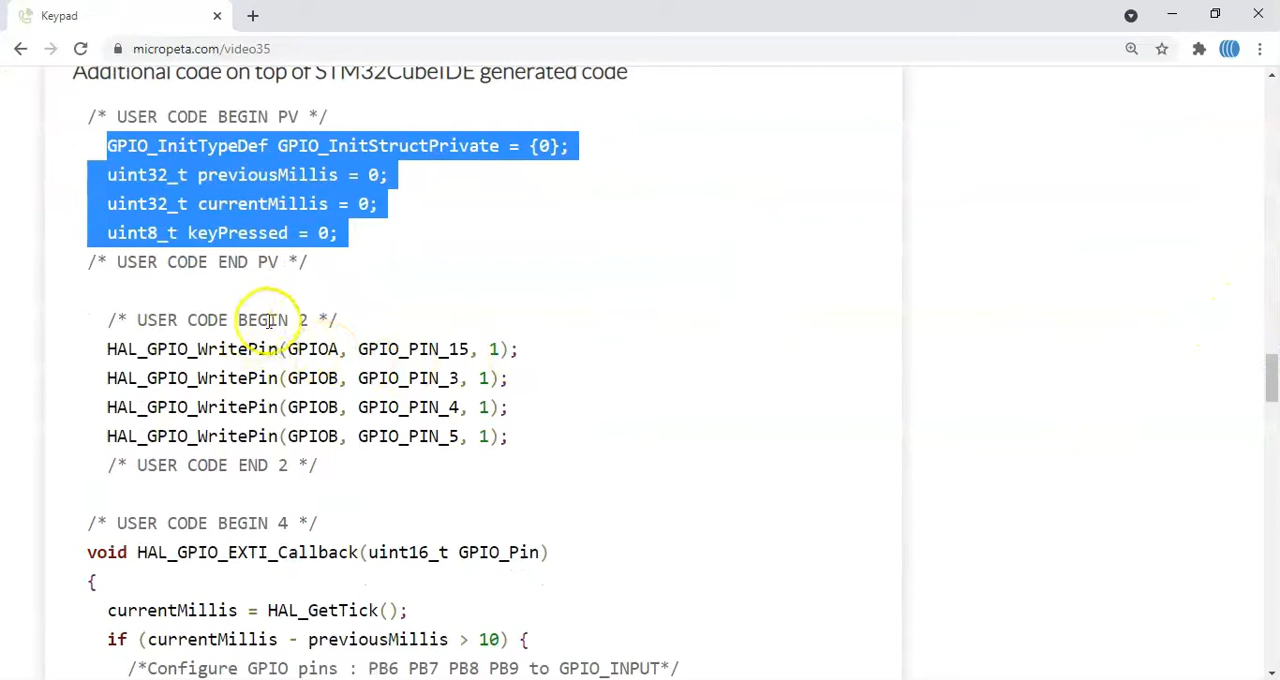 Keypad
micropeta.com/video35
Additional code on top of STM32CubeIDE generated code
/* USER CODE BEGIN PV */
GPIO_InitTypeDef GPIO_InitStructPrivate = {0};
uint32_t previousMillis = 0;
uint32_t currentMillis = 0;
uint8_t keyPressed = 0;
/* USER CODE END PV */
/* USER CODE BEGIN 2 */
HAL_GPIO_WritePin(GPIOA, GPIO_PIN_15, 1);
HAL_GPIO_WritePin(GPIOB, GPIO_PIN_3, 1);
HAL_GPIO_WritePin(GPIOB, GPIO_PIN_4, 1);
HAL_GPIO_WritePin(GPIOB, GPIO_PIN_5, 1);
/* USER CODE END 2 */
/* USER CODE BEGIN 4 */
void HAL_GPIO_EXTI_Callback(uint16_t GPIO_Pin)
{
currentMillis = HAL_GetTick();
if (currentMillis - previousMillis > 10) {
/*Configure GPIO pins : PB6 PB7 PB8 PB9 to GPIO_INPUT*/